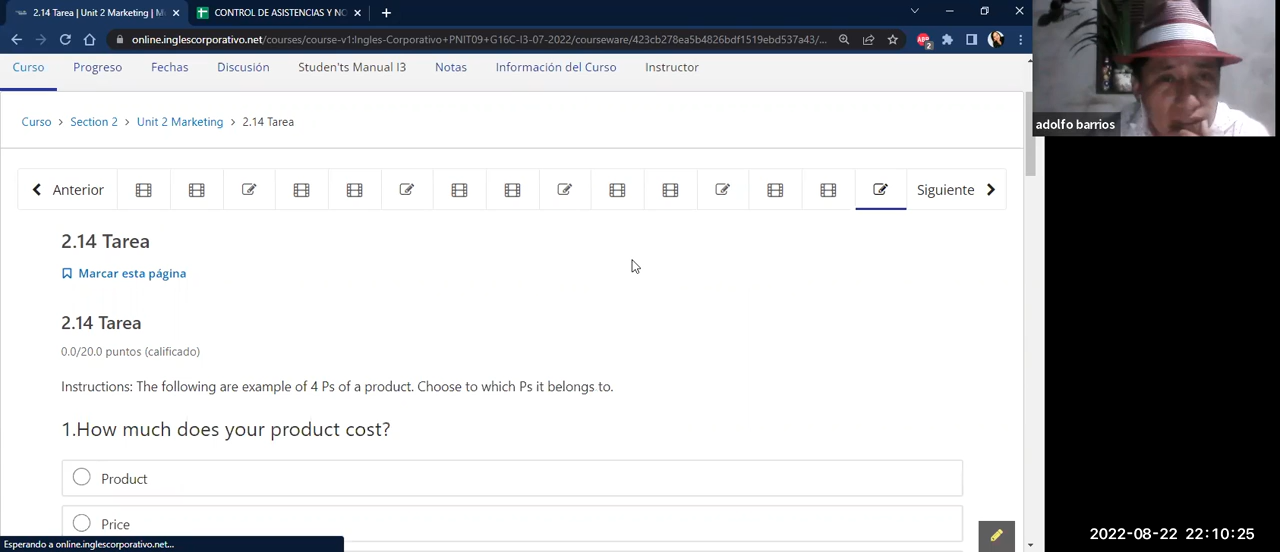 2.14 Tarea | Unit 2 Marketing | M
CONTROL DE ASISTENCIAS Y NO
online.inglescorporativo.net/courses/course-v1:Ingles-Corporativo+PNIT09+G16C-I3-07-2022/courseware/423cb278ea5b4826bdf1519ebd537a43/...
2
Curso
Progreso
Fechas
Discusión
Studen'ts Manual I3
Notas
Información del Curso
Instructor
adolfo barrios
Curso > Section 2 > Unit 2 Marketing > 2.14 Tarea
Anterior
Siguiente
2.14 Tarea
Marcar esta página
2.14 Tarea
0.0/20.0 puntos (calificado)
Instructions: The following are example of 4 Ps of a product. Choose to which Ps it belongs to.
1.How much does your product cost?
Product
Price
Esperando a online.inglescorporativo.net...
2022-08-22 22:10:25